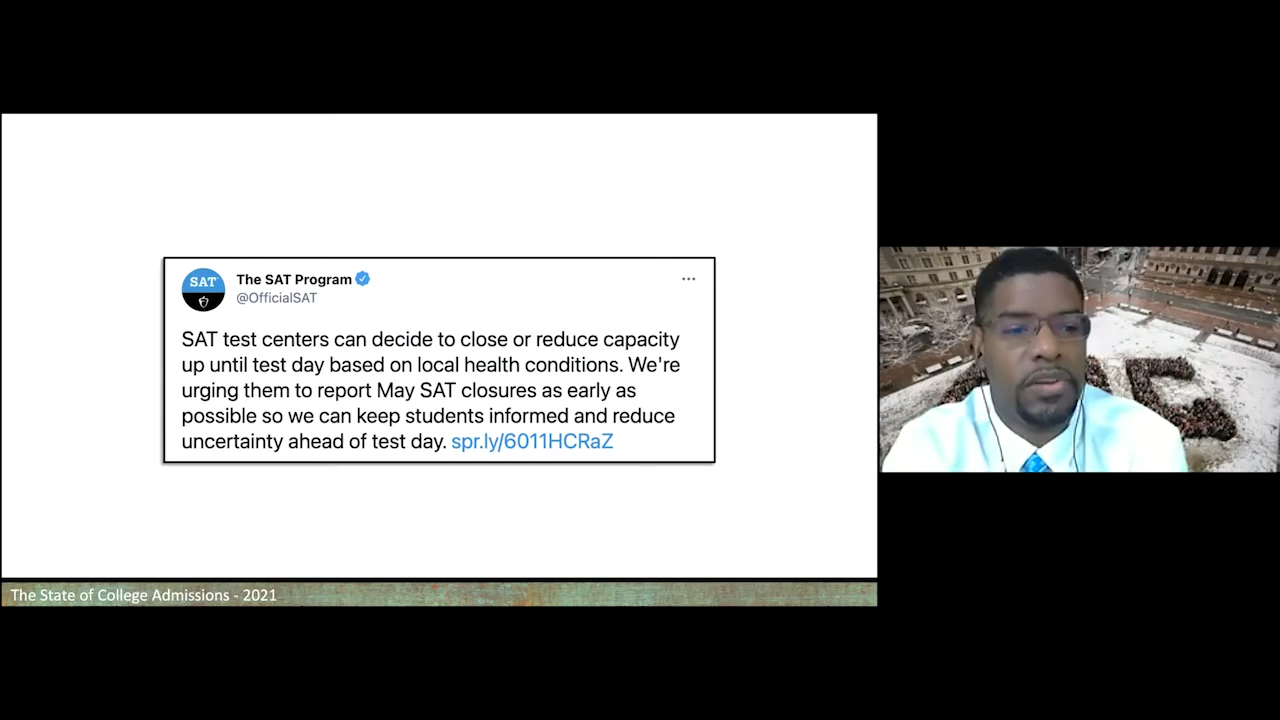 SAT
The SAT Program
@OfficialSAT
SAT test centers can decide to close or reduce capacity
up until test day based on local health conditions. We're
urging them to report May SAT closures as early as
possible so we can keep students informed and reduce
uncertainty ahead of test day. spr.ly/6011HCRaZ
The State of College Admissions - 2021